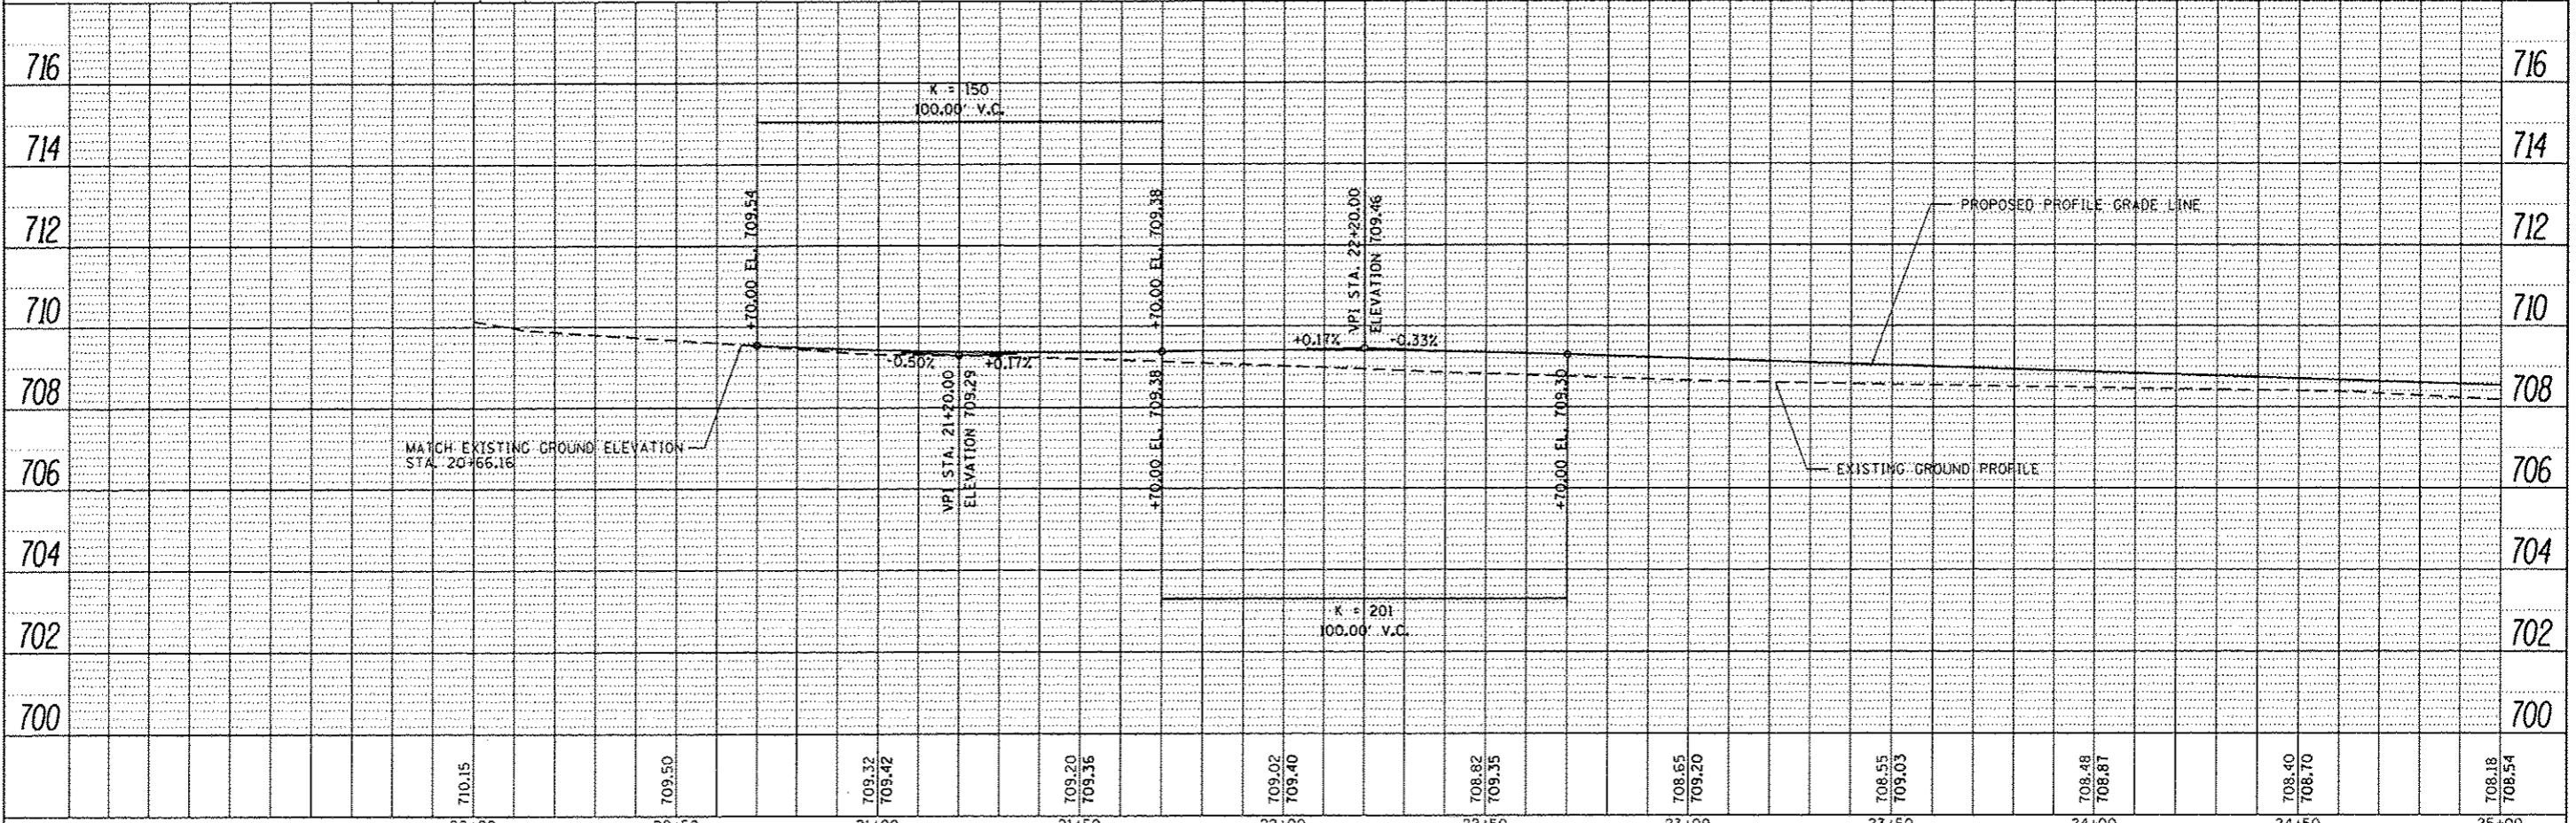 716
716
K = 150
100.00' V.C.
714
714
+70.00 EL. 709.54
+70.00 EL. 709.38
VPI STA. 22+20.00
ELEVATION 709.46
PROPOSED PROFILE GRADE LINE
712
712
710
710
-0.50%
+0.17%
+0.17%
-0.33%
708
708
VPI STA. 21+20.00
ELEVATION 709.29
+70.00 EL. 709.38
+70.00 EL. 709.30
MATCH EXISTING GROUND ELEVATION
STA. 20+66.16
EXISTING GROUND PROFILE
706
706
704
704
K = 201
100.00' V.C.
702
702
700
700
710.15
709.50
709.32
709.42
709.20
709.36
709.02
709.40
708.82
709.35
708.65
709.20
708.55
709.03
708.48
708.87
708.40
708.70
708.18
708.54